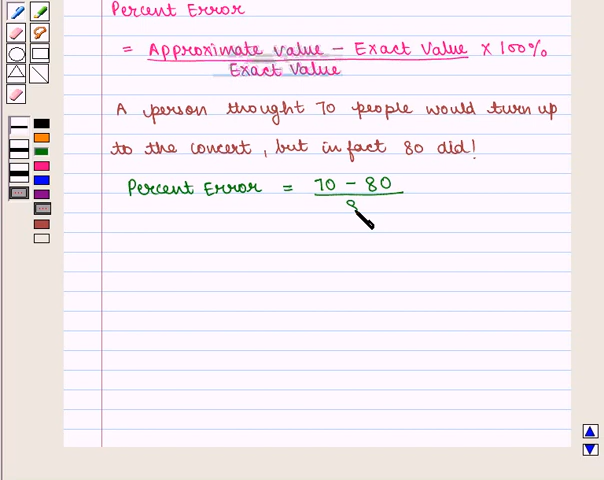 Percent Error
= Approximate value - Exact Value × 100%
Exact Value
A person thought 70 people would turn up
to the concert, but in fact 80 did!
Percent Error = 70 - 80
8